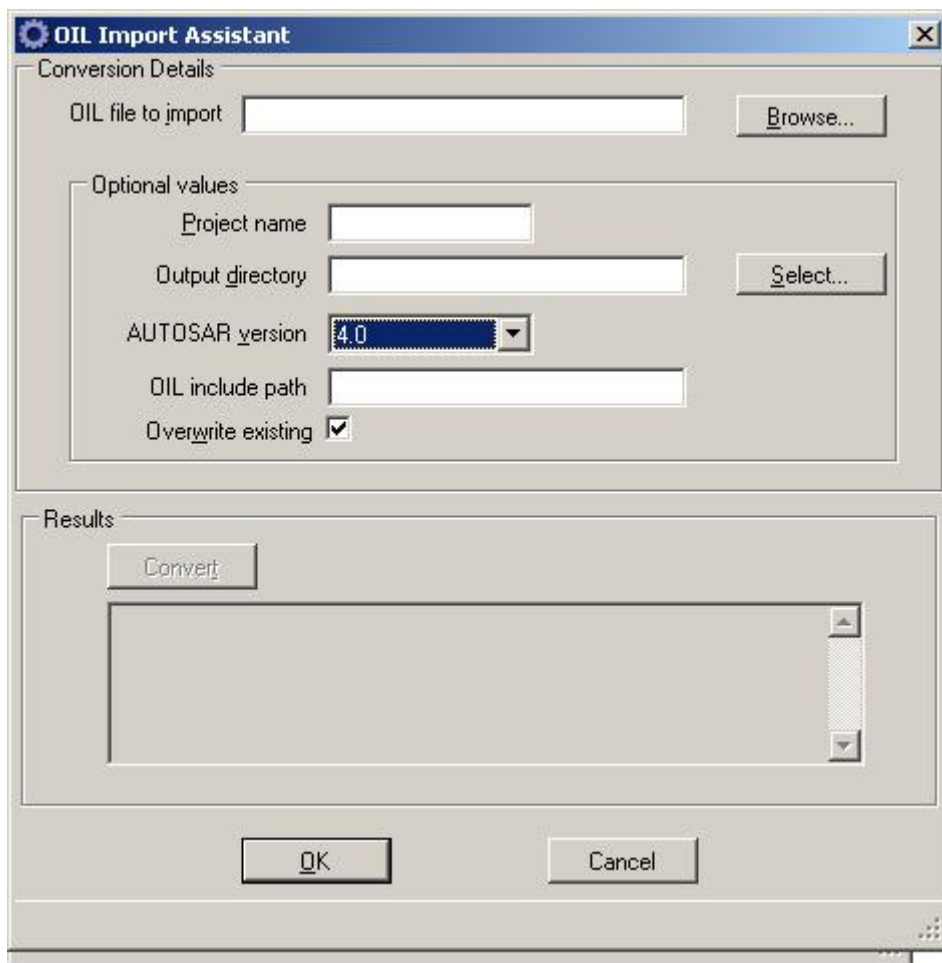 OIL Import Assistant
Conversion Details
OIL file to import
Browse...
Optional values
Project name
Output directory
Select...
AUTOSAR version
4.0
OIL include path
Overwrite existing
Results
Convert
OK
Cancel